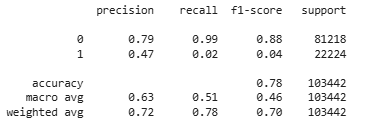 precision recall f1-score support
0 0.79 0.99 0.88 81218
1 0.47 0.02 0.04 22224
accuracy 0.78 103442
macro avg 0.63 0.51 0.46 103442
weighted avg 0.72 0.78 0.70 103442